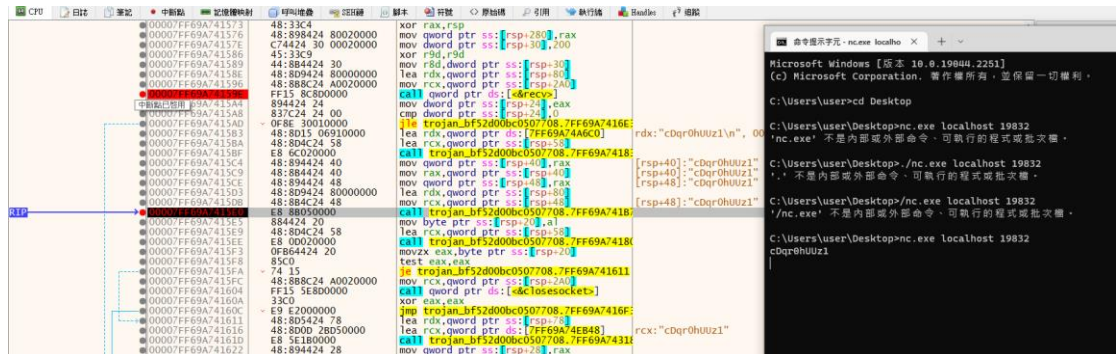 CPU 日誌 筆記 中斷點 記憶體映射 呼叫堆疊 SEH鏈 腳本 符號 原始碼 引用 執行緒 Handles 追蹤
00007FF69A741573 48:33C4 xor rax,rsp
00007FF69A741576 48:898424 80020000 mov qword ptr ss:[rsp+280],rax
C74424 30 00020000 mov dword ptr ss:[rsp+30],200
00007FF69A741586 45:33C9 xor r9d,r9d
00007FF69A741589 44:8B4424 30 mov r8d,dword ptr ss:[rsp+30]
00007FF69A74158E 48:8D9424 80000000 lea rdx,qword ptr ss:[rsp+80]
00007FF69A741596 48:8B8C24 A0020000 mov rcx,qword ptr ss:[rsp+2A0]
00007FF69A74159E FF15 8C8D0000 call qword ptr ds:[<&recv>]
中斷點已啟用 7FF69A7415A4 894424 24 mov dword ptr ss:[rsp+24],eax
7FF69A7415A8 837C24 24 00 cmp dword ptr ss:[rsp+24],0
00007FF69A7415AD 0F8E 30010000 jle trojan_bf52d00bc0507708.7FF69A7416E
00007FF69A7415B3 48:8D15 06910000 lea rdx,qword ptr ds:[7FF69A74A6C0] rdx:"cDqr0hUUz1\n", 00
00007FF69A7415BA 48:8D4C24 58 lea rcx,qword ptr ss:[rsp+58]
00007FF69A7415BF E8 6C020000 call trojan_bf52d00bc0507708.7FF69A7418
00007FF69A7415C4 48:894424 40 mov qword ptr ss:[rsp+40],rax [rsp+40]:"cDqr0hUUz1"
00007FF69A7415C9 48:8B4424 40 mov rax,qword ptr ss:[rsp+40] [rsp+40]:"cDqr0hUUz1"
00007FF69A7415CE 48:894424 48 mov qword ptr ss:[rsp+48],rax [rsp+48]:"cDqr0hUUz1"
00007FF69A7415D3 48:8D9424 80000000 lea rdx,qword ptr ss:[rsp+80]
00007FF69A7415DB 48:8B4C24 48 mov rcx,qword ptr ss:[rsp+48] [rsp+48]:"cDqr0hUUz1"
RIP 00007FF69A7415E0 E8 8B050000 call trojan_bf52d00bc0507708.7FF69A741B7
00007FF69A7415E5 884424 20 mov byte ptr ss:[rsp+20],al
00007FF69A7415E9 48:8D4C24 58 lea rcx,qword ptr ss:[rsp+58]
00007FF69A7415EE E8 0D020000 call trojan_bf52d00bc0507708.7FF69A7418
00007FF69A7415F3 0FB64424 20 movzx eax,byte ptr ss:[rsp+20]
00007FF69A7415F8 85C0 test eax,eax
00007FF69A7415FA 74 15 je trojan_bf52d00bc0507708.7FF69A741611
00007FF69A7415FC 48:8B8C24 A0020000 mov rcx,qword ptr ss:[rsp+2A0]
00007FF69A741604 FF15 5E8D0000 call qword ptr ds:[<&closesocket>]
00007FF69A74160A 33C0 xor eax,eax
00007FF69A74160C E9 E2000000 jmp trojan_bf52d00bc0507708.7FF69A7416F
00007FF69A741611 48:8D5424 78 lea rdx,qword ptr ss:[rsp+78]
00007FF69A741616 48:8D0D 2BD50000 lea rcx,qword ptr ds:[7FF69A74EB48] rcx:"cDqr0hUUz1"
00007FF69A74161D E8 5E1B0000 call trojan_bf52d00bc0507708.7FF69A74318
00007FF69A741622 48:894424 28 mov qword ptr ss:[rsp+28],rax
命令提示字元 - nc.exe localho
Microsoft Windows [版本 10.0.19044.2251]
(c) Microsoft Corporation. 著作權所有，並保留一切權利。
C:\Users\user>cd Desktop
C:\Users\user\Desktop>nc.exe localhost 19832
'nc.exe' 不是內部或外部命令、可執行的程式或批次檔。
C:\Users\user\Desktop>./nc.exe localhost 19832
'.' 不是內部或外部命令、可執行的程式或批次檔。
C:\Users\user\Desktop>/nc.exe localhost 19832
'/nc.exe' 不是內部或外部命令、可執行的程式或批次檔。
C:\Users\user\Desktop>nc.exe localhost 19832
cDqr0hUUz1